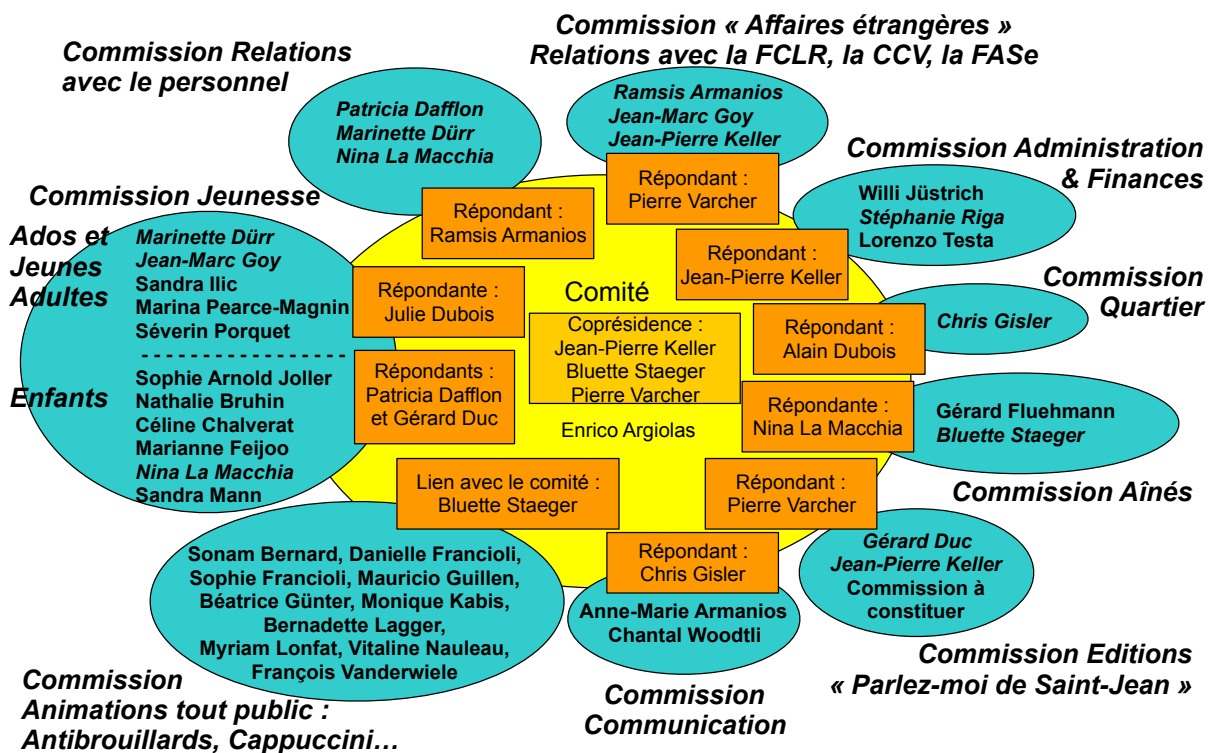 Commission « Affaires étrangères »
Relations avec la FCLR, la CCV, la FASe
Commission Relations
avec le personnel
Ramsis Armanios
Jean-Marc Goy
Jean-Pierre Keller
Patricia Dafflon
Marinette Dürr
Nina La Macchia
Commission Administration
& Finances
Répondant :
Pierre Varcher
Willi Jüstrich
Stéphanie Riga
Lorenzo Testa
Commission Jeunesse
Répondant :
Ramsis Armanios
Ados et
Jeunes
Adultes
Marinette Dürr
Jean-Marc Goy
Sandra Ilic
Marina Pearce-Magnin
Séverin Porquet
---------------------
Répondant :
Jean-Pierre Keller
Commission
Quartier
Répondante :
Julie Dubois
Comité
Chris Gisler
Répondant :
Alain Dubois
Coprésidence :
Jean-Pierre Keller
Bluette Staeger
Pierre Varcher
Enfants
Sophie Arnold Joller
Nathalie Bruhin
Céline Chalverat
Marianne Feijoo
Nina La Macchia
Sandra Mann
Répondants :
Patricia Dafflon
et Gérard Duc
Répondante :
Nina La Macchia
Gérard Fluehmann
Bluette Staeger
Enrico Argiolas
Commission Aînés
Lien avec le comité :
Bluette Staeger
Répondant :
Pierre Varcher
Répondant :
Chris Gisler
Gérard Duc
Jean-Pierre Keller
Commission à
constituer
Sonam Bernard, Danielle Francioli,
Sophie Francioli, Mauricio Guillen,
Béatrice Günter, Monique Kabis,
Bernadette Lagger,
Myriam Lonfat, Vitaline Nauleau,
François Vanderwiele
Anne-Marie Armanios
Chantal Woodtli
Commission Editions
« Parlez-moi de Saint-Jean »
Commission
Animations tout public :
Antibrouillards, Cappuccini…
Commission
Communication